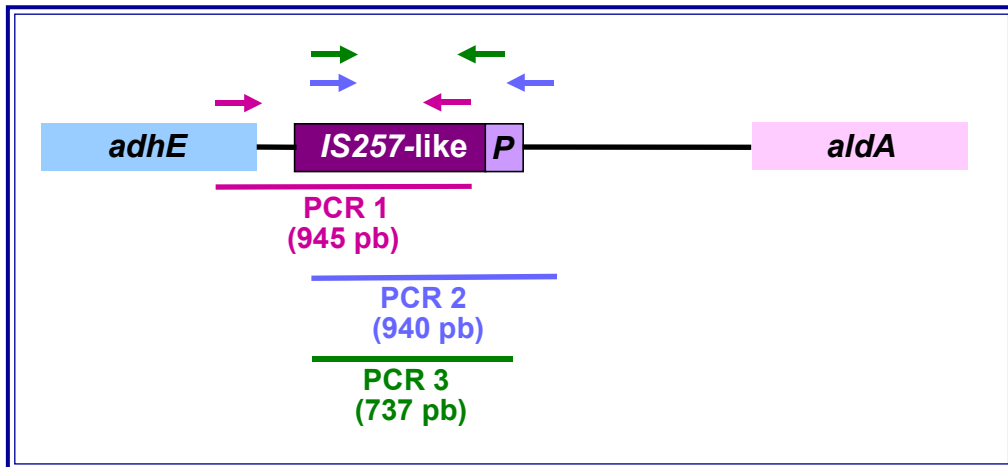 adhE IS257-like P aldA
PCR 1
(945 pb)
PCR 2
(940 pb)
PCR 3
(737 pb)